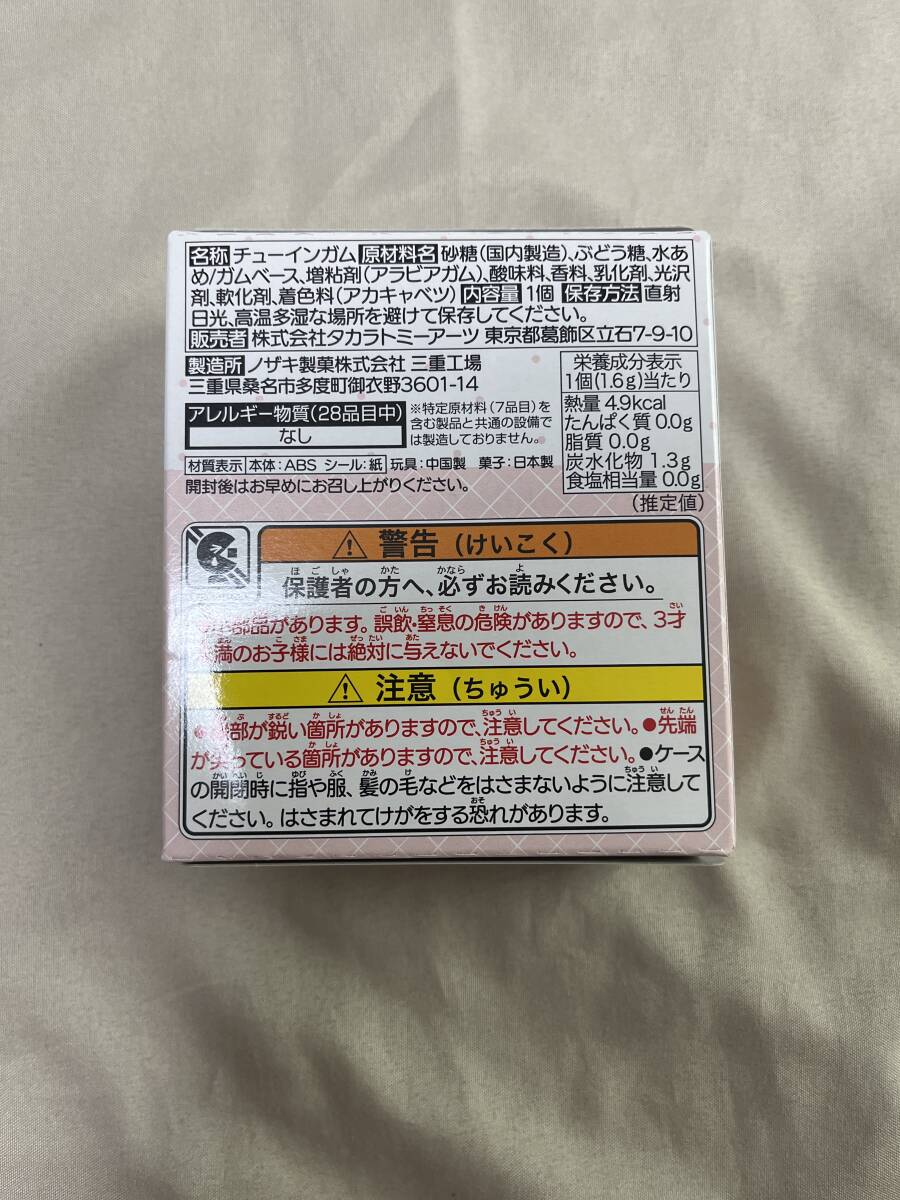 名称 チューインガム 原材料名 砂糖(国内製造)、ぶどう糖、水あ
め/ガムベース、増粘剤(アラビアガム)、酸味料、香料、乳化剤、光沢
剤、軟化剤、着色料(アカキャベツ) 内容量 1個 保存方法 直射
日光、高温多湿な場所を避けて保存してください。
販売者 株式会社タカラトミーアーツ 東京都葛飾区立石7-9-10
製造所 ノザキ製菓株式会社 三重工場
三重県桑名市多度町御衣野3601-14
アレルギー物質(28品目中)
なし
※特定原材料(7品目)を
含む製品と共通の設備で
は製造しておりません。
材質表示 本体:ABS シール:紙 玩具:中国製 菓子:日本製
開封後はお早めにお召し上がりください。
栄養成分表示
1個(1.6g)当たり
熱量 4.9kcal
たんぱく質 0.0g
脂質 0.0g
炭水化物 1.3g
食塩相当量 0.0g
(推定値)
警告(けいこく)
保護者の方へ、必ずお読みください。
部品があります。誤飲・窒息の危険がありますので、3才
満のお子様には絶対に与えないでください。
注意(ちゅうい)
●部が鋭い箇所がありますので、注意してください。●先端
が尖っている箇所がありますので、注意してください。●ケース
の開閉時に指や服、髪の毛などをはさまないように注意して
ください。はさまれてけがをする恐れがあります。